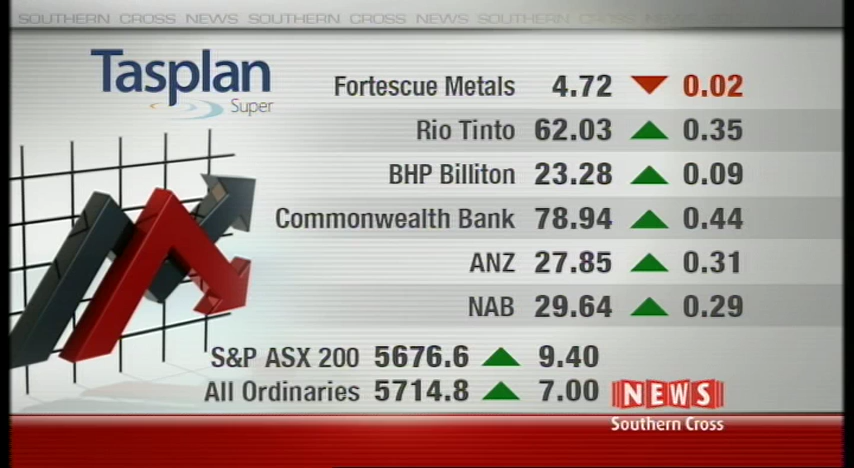 SOUTHERN CROSS NEWS SOUTHERN CROSS NEWS SOUTHERN CROSS NEWS SOUTHERN CROSS
Tasplan
Super
Fortescue Metals 4.72 ▼ 0.02
Rio Tinto 62.03 ▲ 0.35
BHP Billiton 23.28 ▲ 0.09
Commonwealth Bank 78.94 ▲ 0.44
ANZ 27.85 ▲ 0.31
NAB 29.64 ▲ 0.29
S&P ASX 200 5676.6 ▲ 9.40
All Ordinaries 5714.8 ▲ 7.00
NEWS
Southern Cross